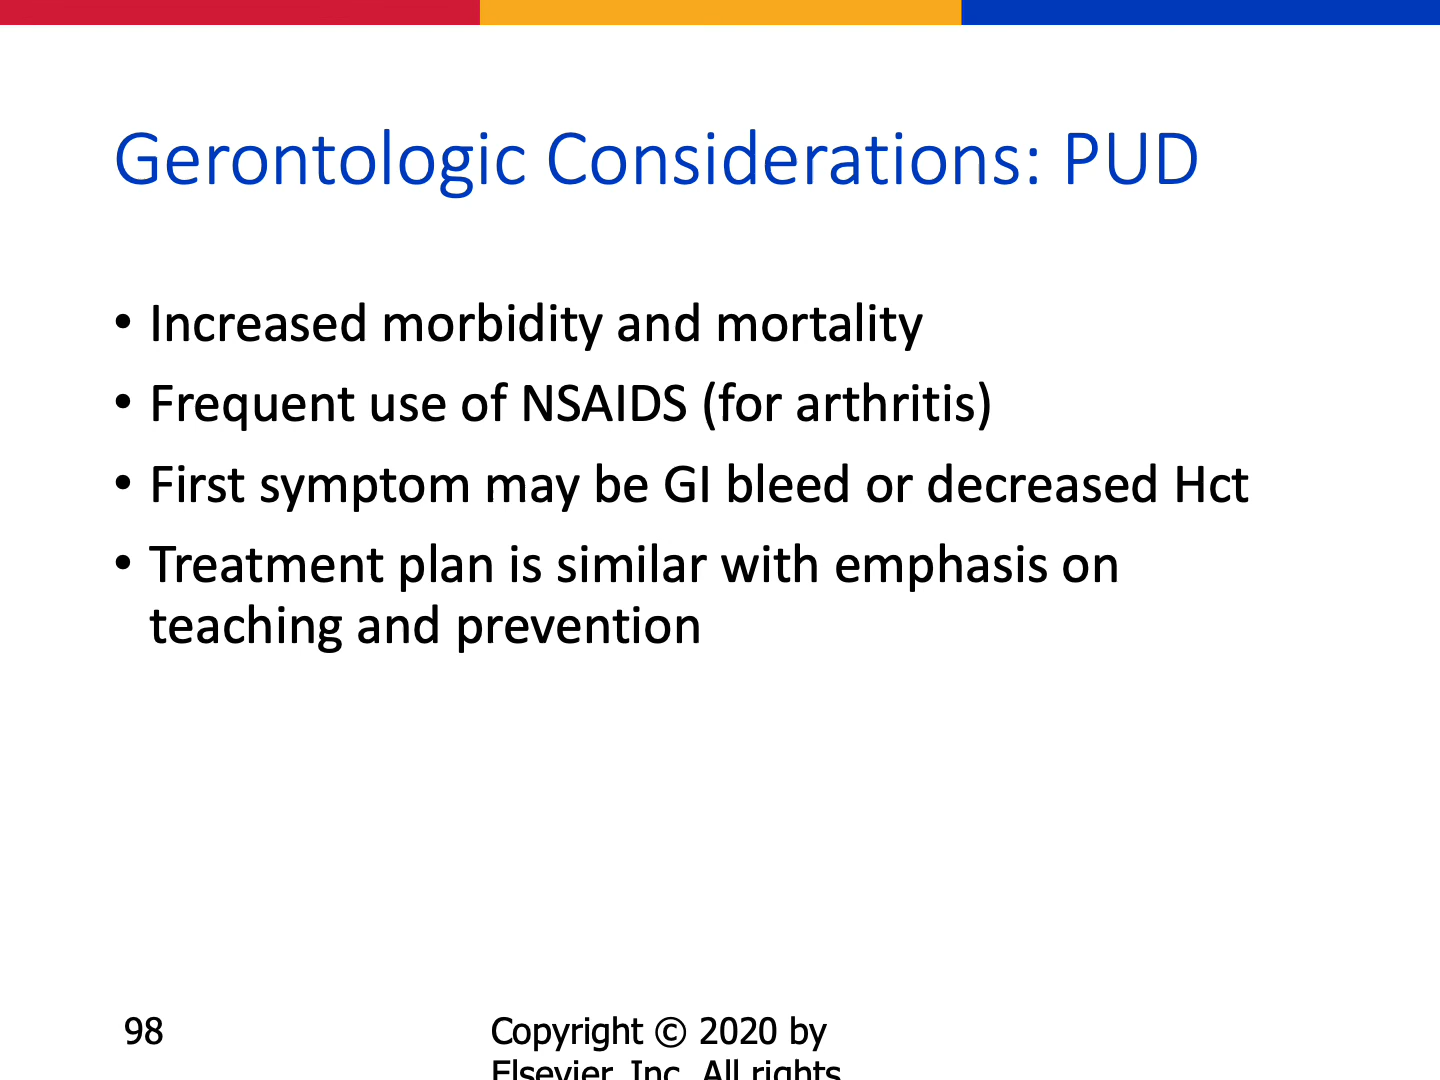 Gerontologic Considerations: PUD
• Increased morbidity and mortality
• Frequent use of NSAIDS (for arthritis)
• First symptom may be GI bleed or decreased Hct
• Treatment plan is similar with emphasis on
teaching and prevention
98
Copyright © 2020 by
Elsevier, Inc. All rights